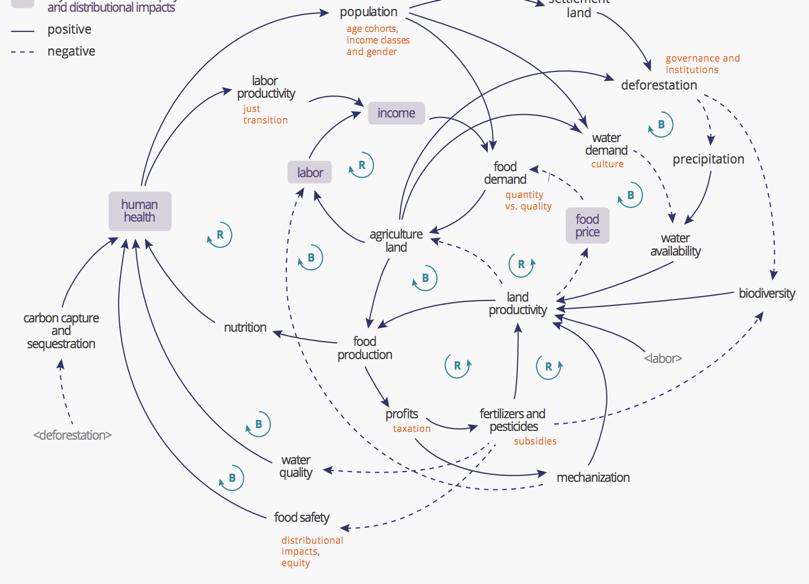 and distributional impacts
positive
negative
population
age cohorts,
income classes
and gender
settlement
land
governance and
institutions
deforestation
labor
productivity
just
transition
income
water
demand
culture
B
precipitation
labor
R
food
demand
quantity
vs. quality
B
human
health
R
agriculture
land
food
price
water
availability
B
B
R
land
productivity
biodiversity
carbon capture
and
sequestration
nutrition
food
production
<labor>
R
R
profits
taxation
fertilizers and
pesticides
subsidies
<deforestation>
B
water
quality
B
mechanization
food safety
distributional
impacts,
equity